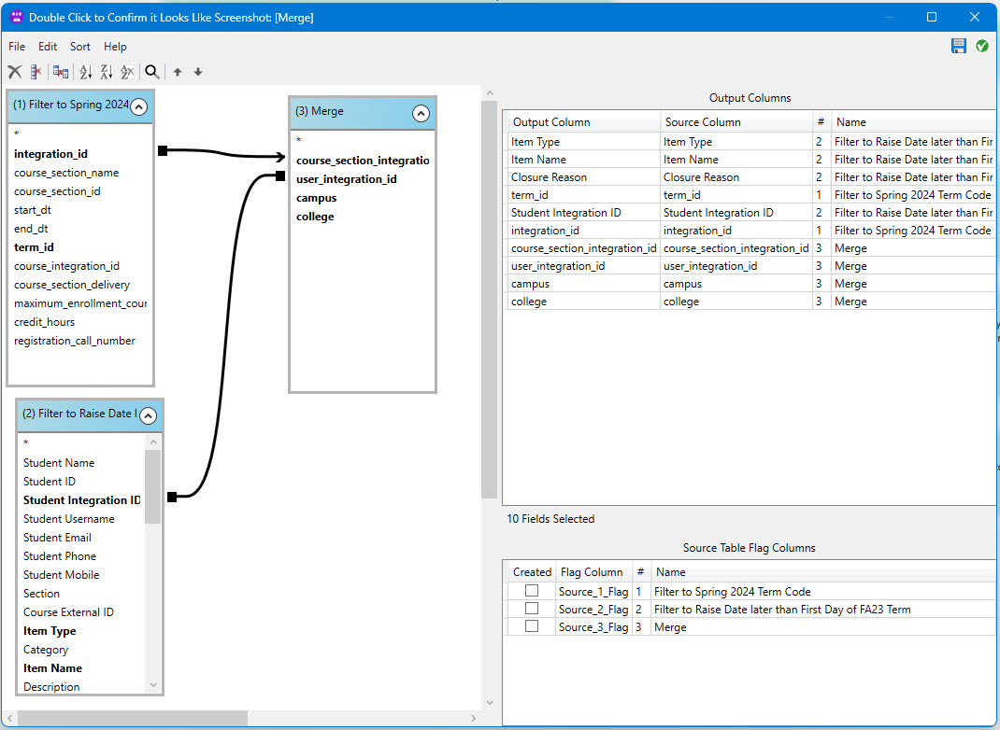 Double Click to Confirm it Looks LIke Screenshot: [Merge]
File Edit Sort Help
(1) Filter to Spring 2024
*
integration_id
course_section_name
course_section_id
start_dt
end_dt
term_id
course_integration_id
course_section_delivery
maximum_enrollment_cour
credit_hours
registration_call_number
(2) Filter to Raise Date l
*
Student Name
Student ID
Student Integration ID
Student Username
Student Email
Student Phone
Student Mobile
Section
Course External ID
Item Type
Category
Item Name
Description
(3) Merge
*
course_section_integratio
user_integration_id
campus
college
Output Columns
Output Column Source Column # Name
Item Type Item Type 2 Filter to Raise Date later than Fir
Item Name Item Name 2 Filter to Raise Date later than Fir
Closure Reason Closure Reason 2 Filter to Raise Date later than Fir
term_id term_id 1 Filter to Spring 2024 Term Code
Student Integration ID Student Integration ID 2 Filter to Raise Date later than Fir
integration_id integration_id 1 Filter to Spring 2024 Term Code
course_section_integration_id course_section_integration_id 3 Merge
user_integration_id user_integration_id 3 Merge
campus campus 3 Merge
college college 3 Merge
10 Fields Selected
Source Table Flag Columns
Created Flag Column # Name
Source_1_Flag 1 Filter to Spring 2024 Term Code
Source_2_Flag 2 Filter to Raise Date later than First Day of FA23 Term
Source_3_Flag 3 Merge